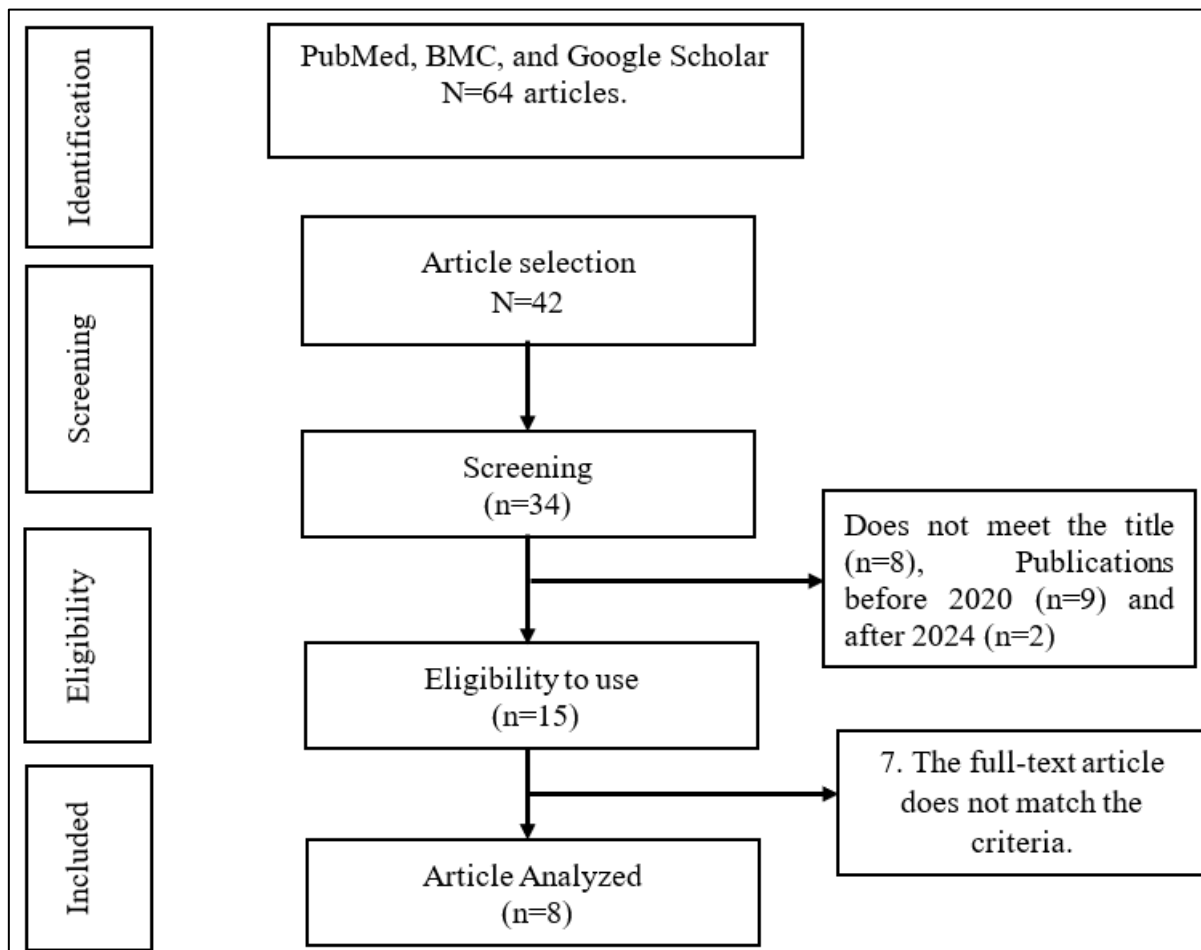 Identification
PubMed, BMC, and Google Scholar
N=64 articles.
Screening
Article selection
N=42
Screening
(n=34)
Does not meet the title
(n=8), Publications
before 2020 (n=9) and
after 2024 (n=2)
Eligibility
Eligibility to use
(n=15)
7. The full-text article
does not match the
criteria.
Included
Article Analyzed
(n=8)